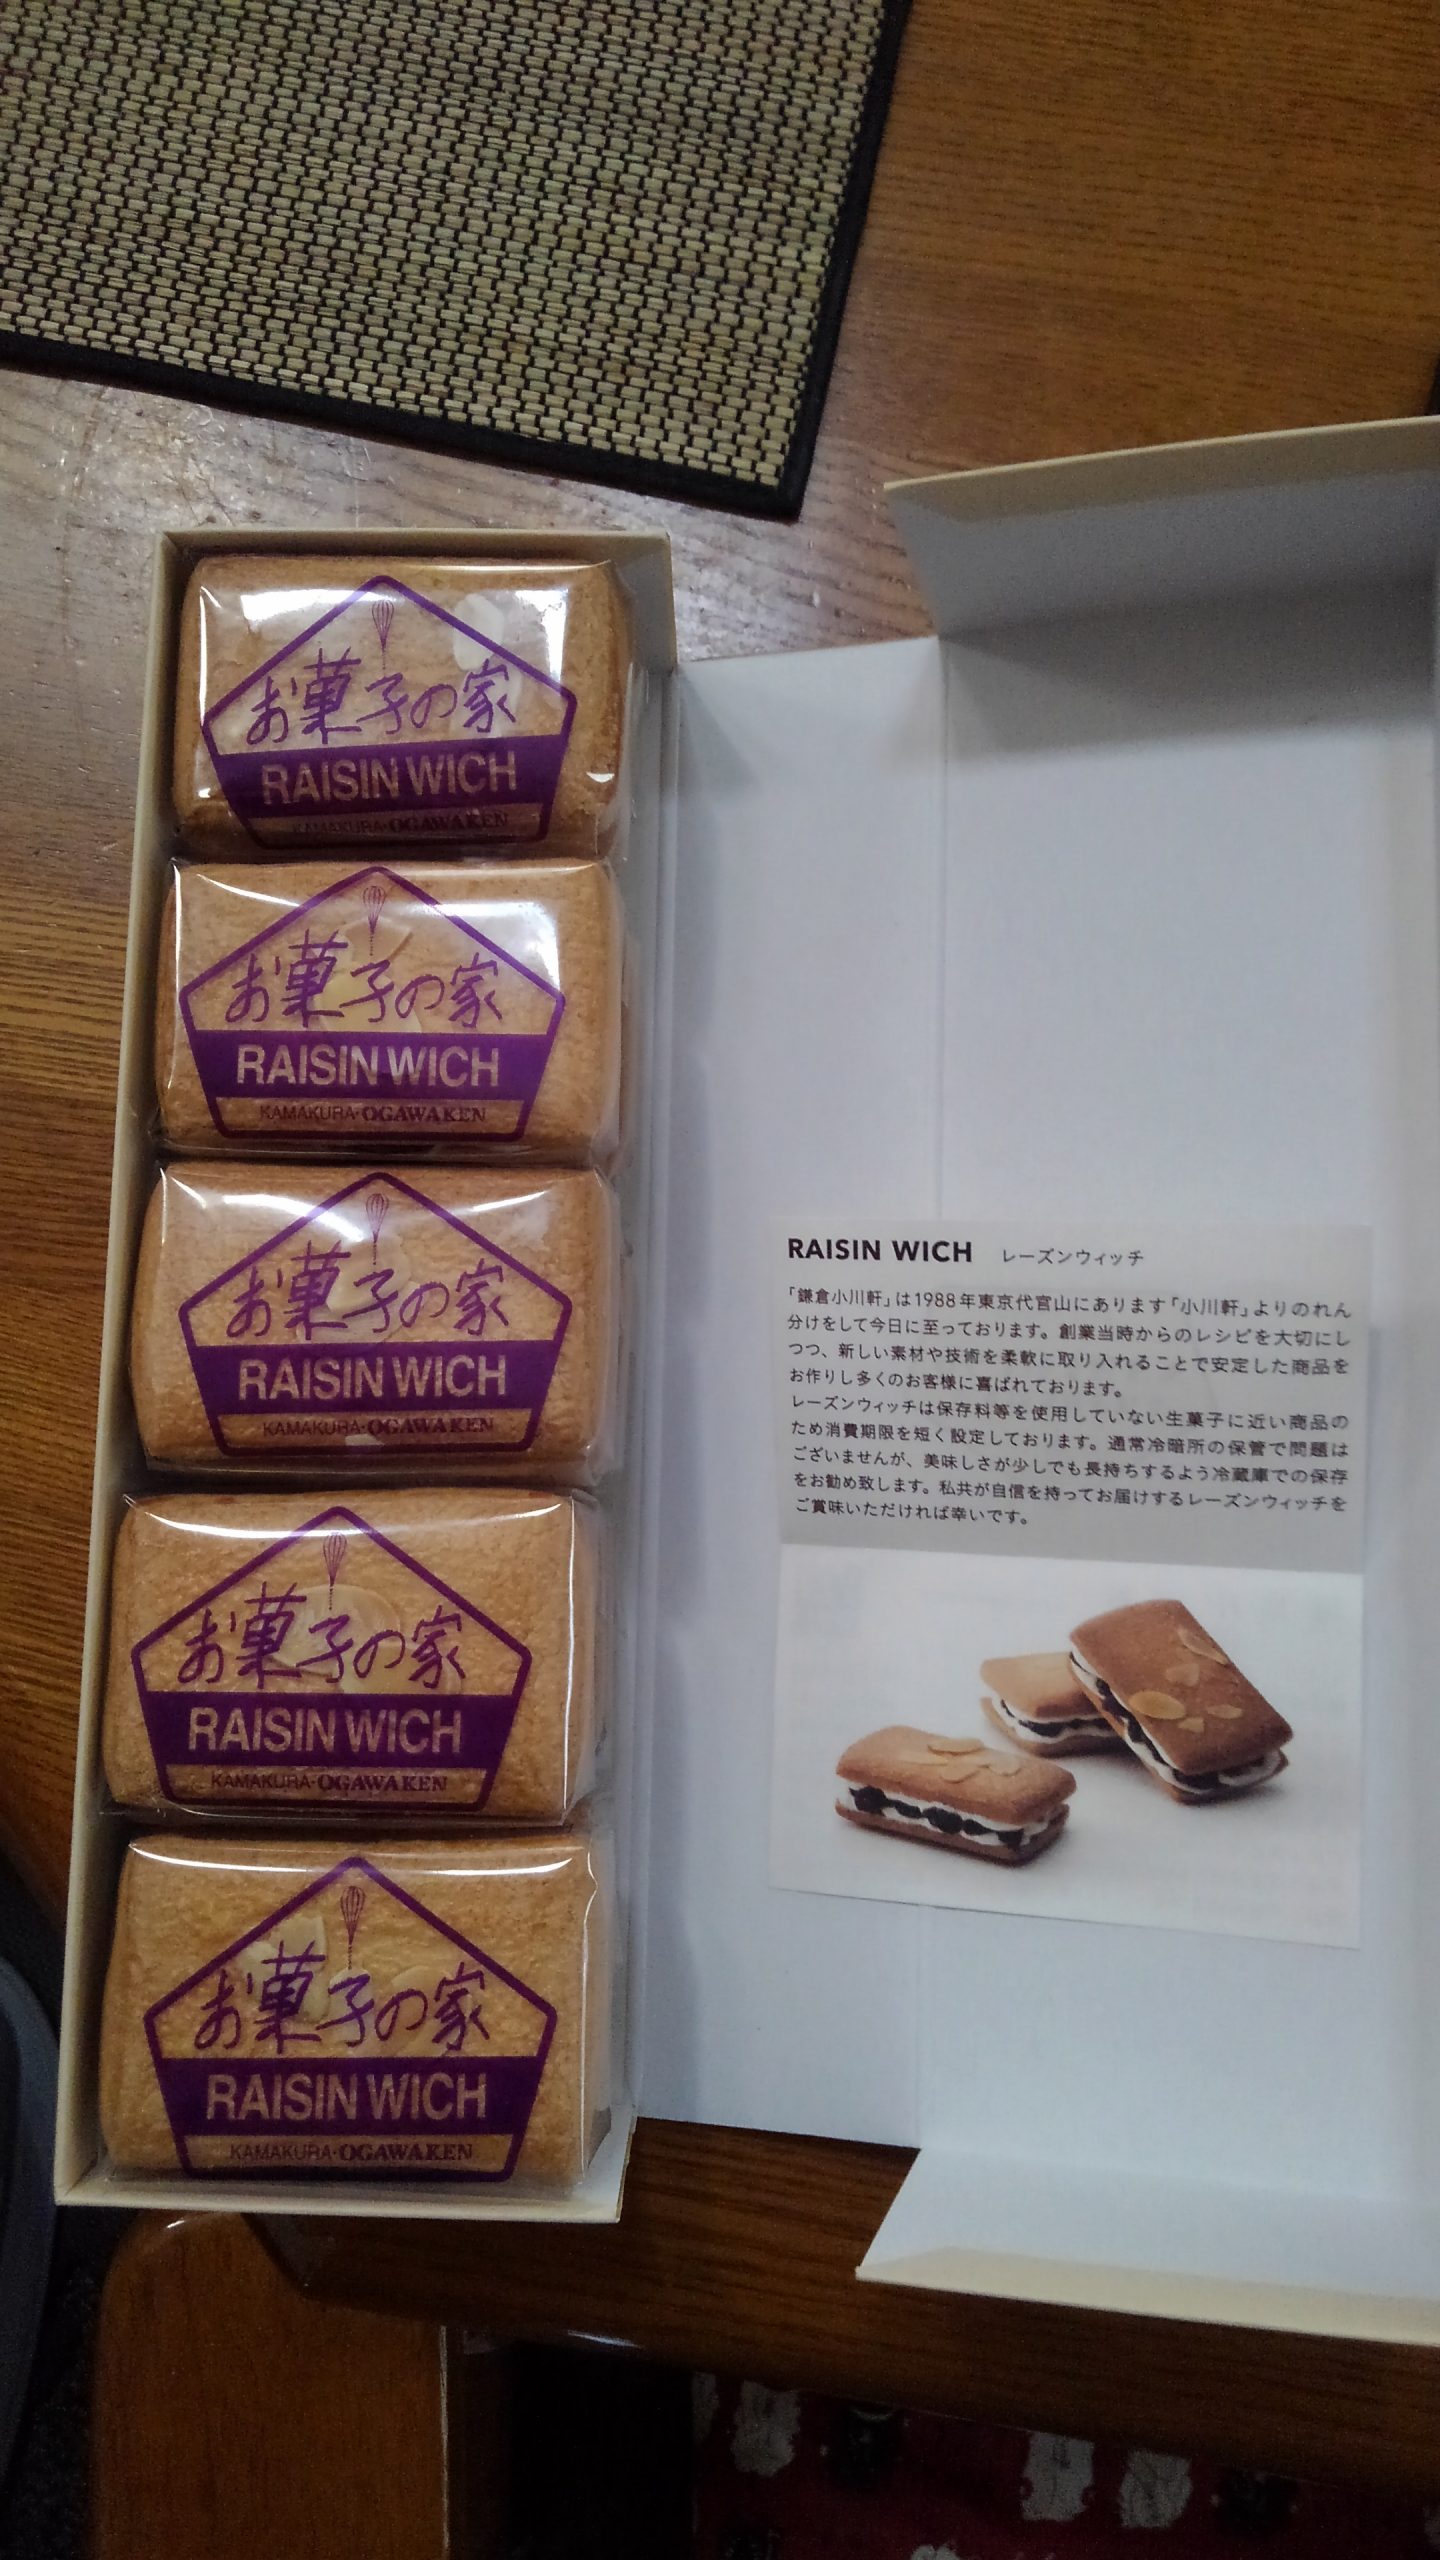 お菓子の家
RAISIN WICH
KAMAKURA·OGAWAKEN
お菓子の家
RAISIN WICH
KAMAKURA·OGAWAKEN
お菓子の家
RAISIN WICH
KAMAKURA·OGAWAKEN
お菓子の家
RAISIN WICH
KAMAKURA·OGAWAKEN
お菓子の家
RAISIN WICH
KAMAKURA·OGAWAKEN
RAISIN WICH レーズンウィッチ
「鎌倉小川軒」は1988年東京代官山にあります「小川軒」よりのれん
分けをして今日に至っております。創業当時からのレシピを大切にし
つつ、新しい素材や技術を柔軟に取り入れることで安定した商品を
お作りし多くのお客様に喜ばれております。
レーズンウィッチは保存料等を使用していない生菓子に近い商品の
ため消費期限を短く設定しております。通常冷暗所の保管で問題は
ございませんが、美味しさが少しでも長持ちするよう冷蔵庫での保存
をお勧め致します。私共が自信を持ってお届けするレーズンウィッチを
ご賞味いただければ幸いです。